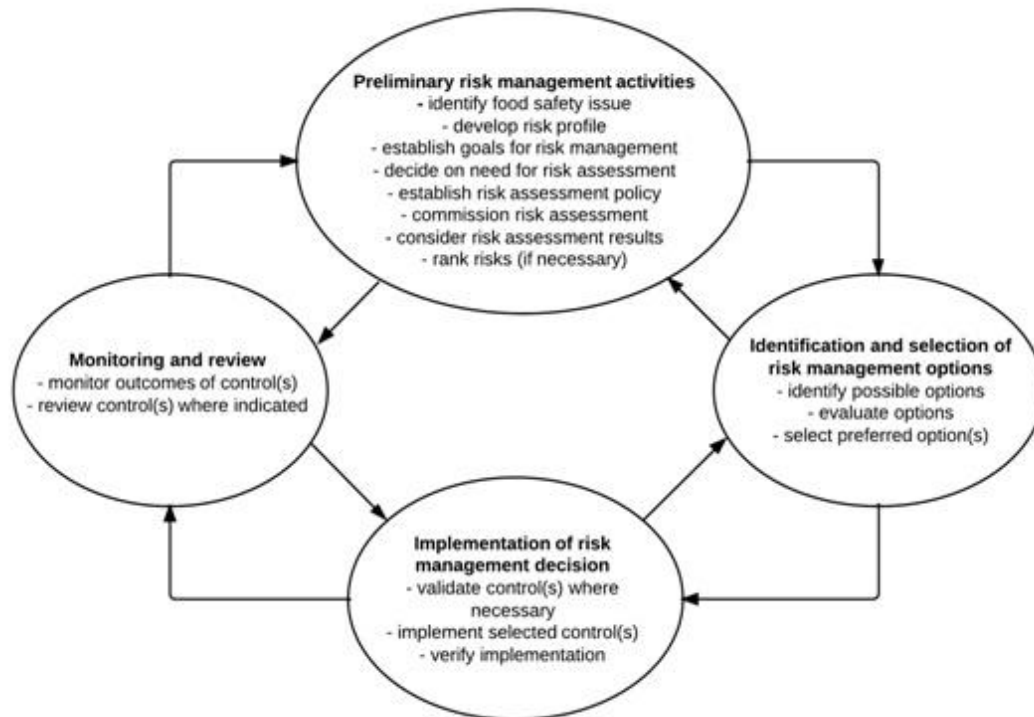 Preliminary risk management activities
- identify food safety issue
- develop risk profile
- establish goals for risk management
- decide on need for risk assessment
- establish risk assessment policy
- commission risk assessment
- consider risk assessment results
- rank risks (if necessary)
Monitoring and review
- monitor outcomes of control(s)
- review control(s) where indicated
Identification and selection of
risk management options
- identify possible options
- evaluate options
- select preferred option(s)
Implementation of risk
management decision
- validate control(s) where
necessary
- implement selected control(s)
- verify implementation